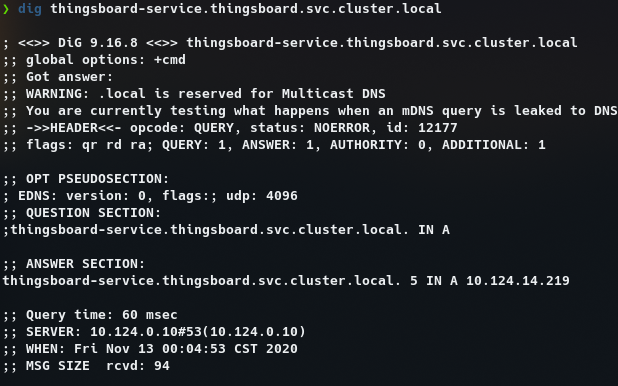 ❯ dig thingsboard-service.thingsboard.svc.cluster.local
; <<>> DiG 9.16.8 <<>> thingsboard-service.thingsboard.svc.cluster.local
;; global options: +cmd
;; Got answer:
;; WARNING: .local is reserved for Multicast DNS
;; You are currently testing what happens when an mDNS query is leaked to DNS
;; ->>HEADER<<- opcode: QUERY, status: NOERROR, id: 12177
;; flags: qr rd ra; QUERY: 1, ANSWER: 1, AUTHORITY: 0, ADDITIONAL: 1
;; OPT PSEUDOSECTION:
; EDNS: version: 0, flags:; udp: 4096
;; QUESTION SECTION:
;thingsboard-service.thingsboard.svc.cluster.local. IN A
;; ANSWER SECTION:
thingsboard-service.thingsboard.svc.cluster.local. 5 IN A 10.124.14.219
;; Query time: 60 msec
;; SERVER: 10.124.0.10#53(10.124.0.10)
;; WHEN: Fri Nov 13 00:04:53 CST 2020
;; MSG SIZE  rcvd: 94